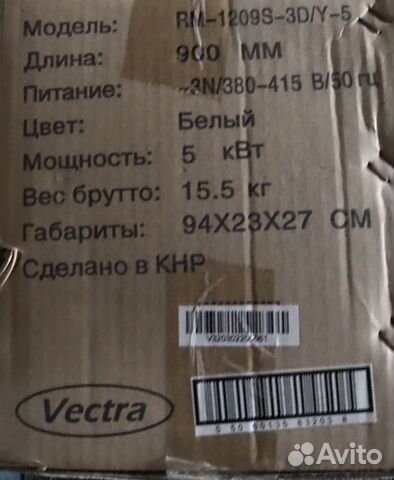 Модель: RM-1209S-3D/Y-5
Длина: 900 мм
Питание: ~3N/380-415 В/50 гц
Цвет: Белый
Мощность: 5 кВт
Вес брутто: 15.5 кг
Габариты: 94X23X27 СМ
Сделано в КНР
Vectra
Avito